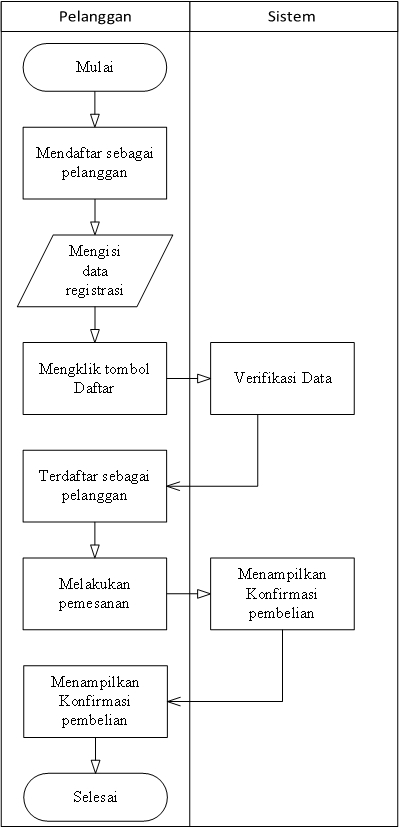 Pelanggan
Sistem
Mulai
Mendaftar sebagai
pelanggan
Mengisi
data
registrasi
Mengklik tombol
Daftar
Verifikasi Data
Terdaftar sebagai
pelanggan
Melakukan
pemesanan
Menampilkan
Konfirmasi
pembelian
Menampilkan
Konfirmasi
pembelian
Selesai